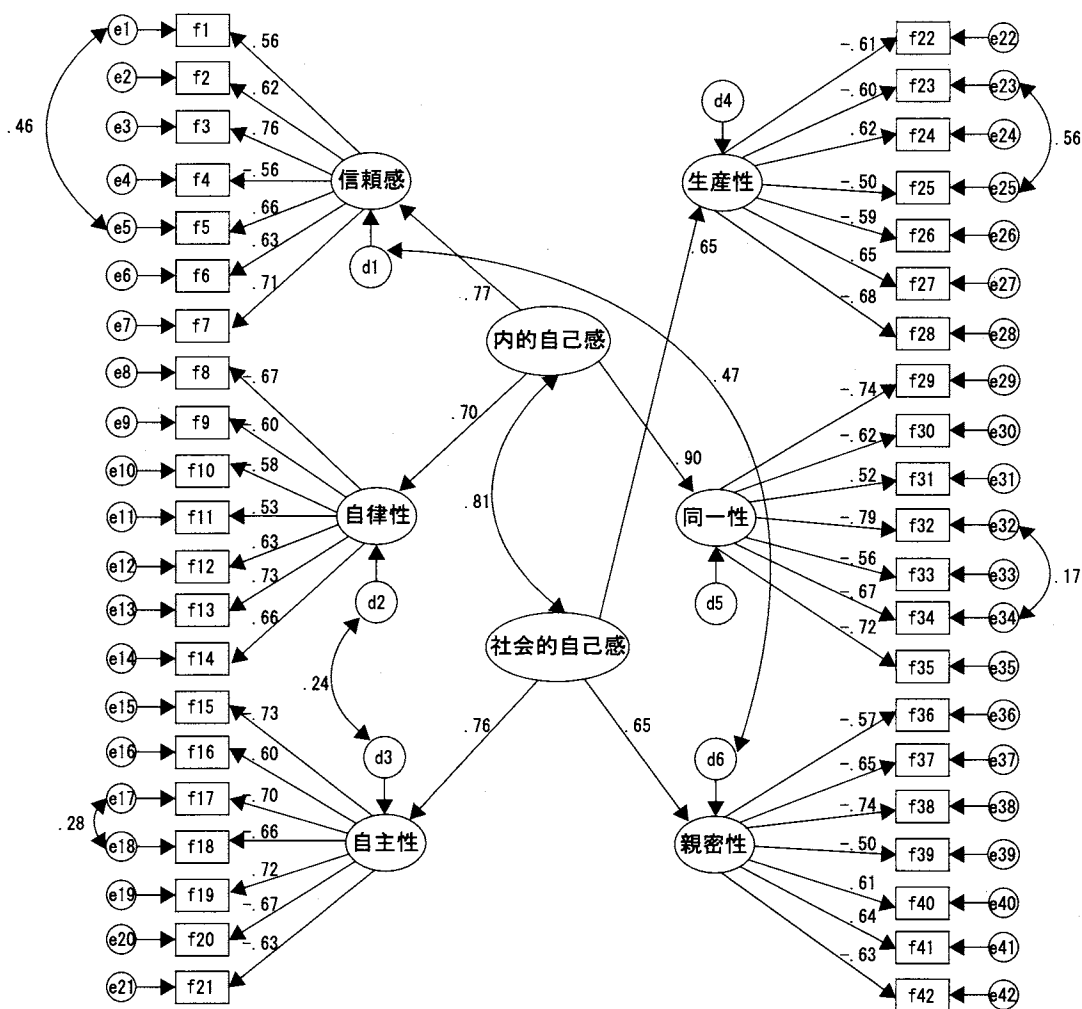 e1 f1 .56
e2 f2 .62
e3 f3 .76
e4 f4 -.56
e5 f5 .66
e6 f6 .63
e7 f7 .71
.46
信頼感
d1
.77
内的自己感
e8 f8 -.67
e9 f9 -.60
e10 f10 -.58
e11 f11 .53
e12 f12 .63
e13 f13 .73
e14 f14 .66
自律性
d2
.70
.81
.24
社会的自己感
e15 f15 -.73
e16 f16 .60
e17 f17 -.70
e18 f18 -.66
e19 f19 .72
e20 f20 -.67
e21 f21 -.63
.28
d3
自主性
.76
.65
d4
生産性
.65
-.61 f22 e22
-.60 f23 e23
.62 f24 e24
-.50 f25 e25
-.59 f26 e26
.65 f27 e27
-.68 f28 e28
.56
.47
.90
同一性
d5
-.74 f29 e29
-.62 f30 e30
.52 f31 e31
-.79 f32 e32
-.56 f33 e33
-.67 f34 e34
-.72 f35 e35
.17
d6
親密性
-.57 f36 e36
-.65 f37 e37
-.74 f38 e38
-.50 f39 e39
.61 f40 e40
.64 f41 e41
-.63 f42 e42